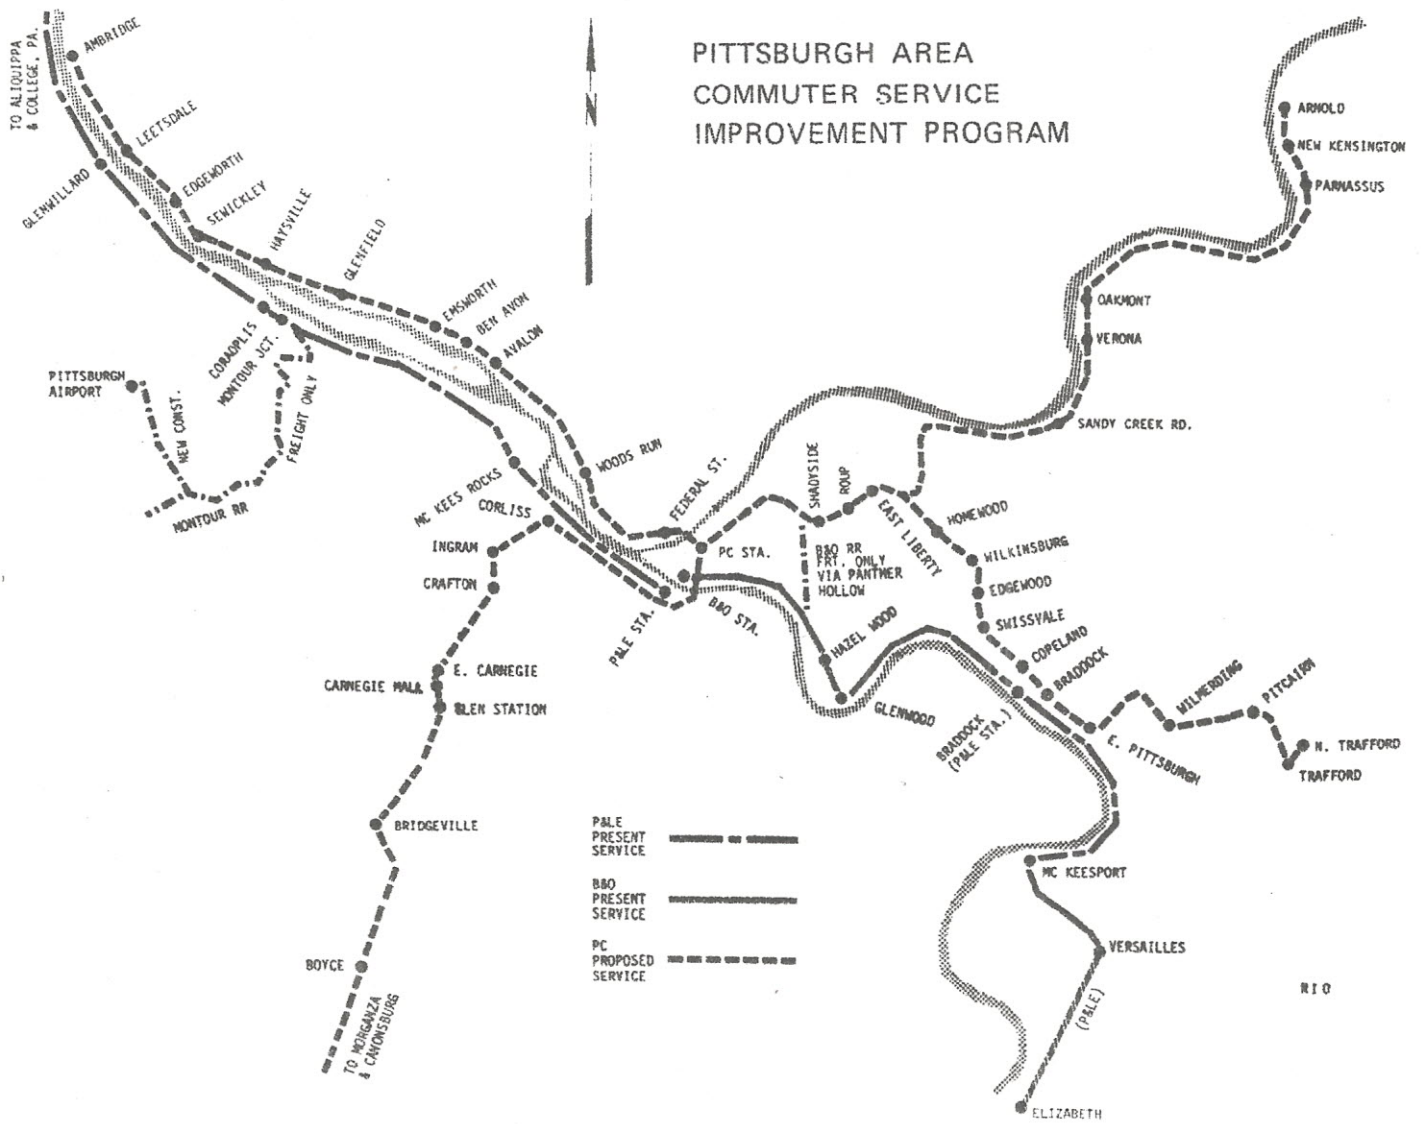 PITTSBURGH AREA
COMMUTER SERVICE
IMPROVEMENT PROGRAM
TO ALIQUIPPA
& COLLEGE, PA.
AMBRIDGE
LEETSDALE
GLENWILLARD
EDGEWORTH
SEWICKLEY
HAYSVILLE
GLENFIELD
EMSWORTH
BEN AVON
AVALON
CORAOPLIS
MONTOUR JCT.
PITTSBURGH
AIRPORT
NEW CONST.
FREIGHT ONLY
MONTOUR RR
MC KEES ROCKS
WOODS RUN
FEDERAL ST.
CORLISS
INGRAM
CRAFTON
PC STA.
P&LE STA.
B&O STA.
E. CARNEGIE
CARNEGIE
STATION
BRIDGEVILLE
BOYCE
TO MORGANZA
& CANONSBURG
ARNOLD
NEW KENSINGTON
PARNASSUS
OAKMONT
VERONA
SANDY CREEK RD.
SHADYSIDE
ROUP
EAST LIBERTY
HOMEWOOD
WILKINSBURG
EDGEWOOD
SWISSVALE
COPELAND
BRADDOCK
B&O RR
FRT. ONLY
VIA PANTHER
HOLLOW
HAZEL WOOD
GLENWOOD
BRADDOCK
(P&LE STA.)
E. PITTSBURGH
WILMERDING
PITCAIRN
N. TRAFFORD
TRAFFORD
MC KEESPORT
VERSAILLES
(P&LE)
ELIZABETH
P&LE
PRESENT
SERVICE
B&O
PRESENT
SERVICE
PC
PROPOSED
SERVICE
RIO